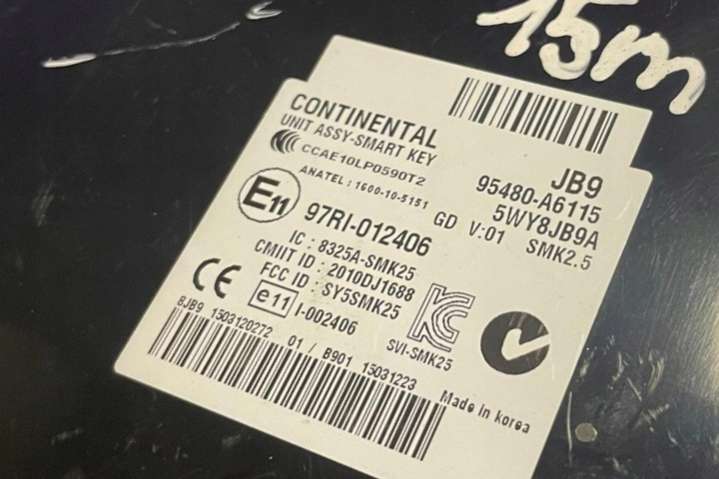 15m
CONTINENTAL
UNIT ASSY-SMART KEY
CCAE10LP0590T2
ANATEL : 1600-10-5151
JB9
95480-A6115
5WY8JB9A
GD V:01 SMK2.5
E11
97RI-012406
IC : 8325A-SMK25
CMIIT ID : 2010DJ1688
FCC ID : SY5SMK25
CE e11 I-002406
KC
SVI-SMK25
8JB9 1503120272 01 / B901 15031223
Made in korea